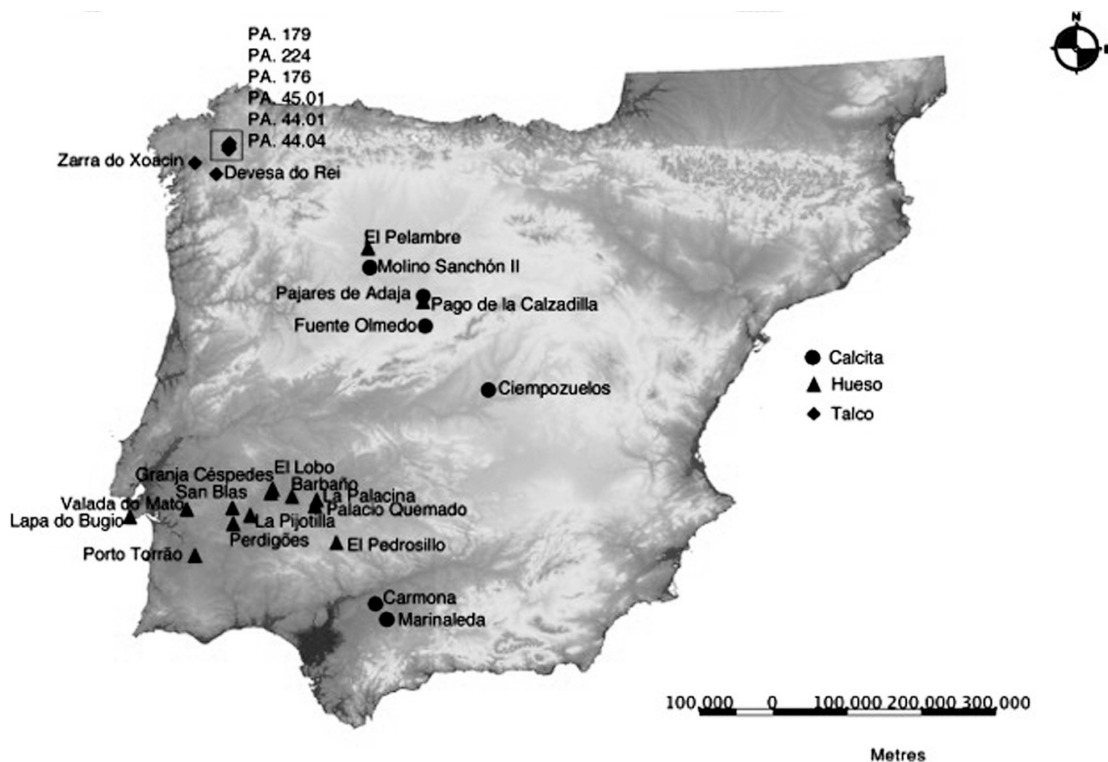 N
E
PA. 179
PA. 224
PA. 176
PA. 45.01
PA. 44.01
PA. 44.04
Zarra do Xoacin
Devesa do Rei
El Pelambre
Molino Sanchón II
Pajares de Adaja
Pago de la Calzadilla
Fuente Olmedo
Calcita
Hueso
Talco
Ciempozuelos
El Lobo
Granja Céspedes
Barbaño
San Blas
La Palacina
Valada do Mato
Palacio Quemado
Lapa do Bugio
La Pijotilla
Perdigões
El Pedrosillo
Porto Torrão
Carmona
Marinaleda
100,000 0 100,000 200,000 300,000
Metres